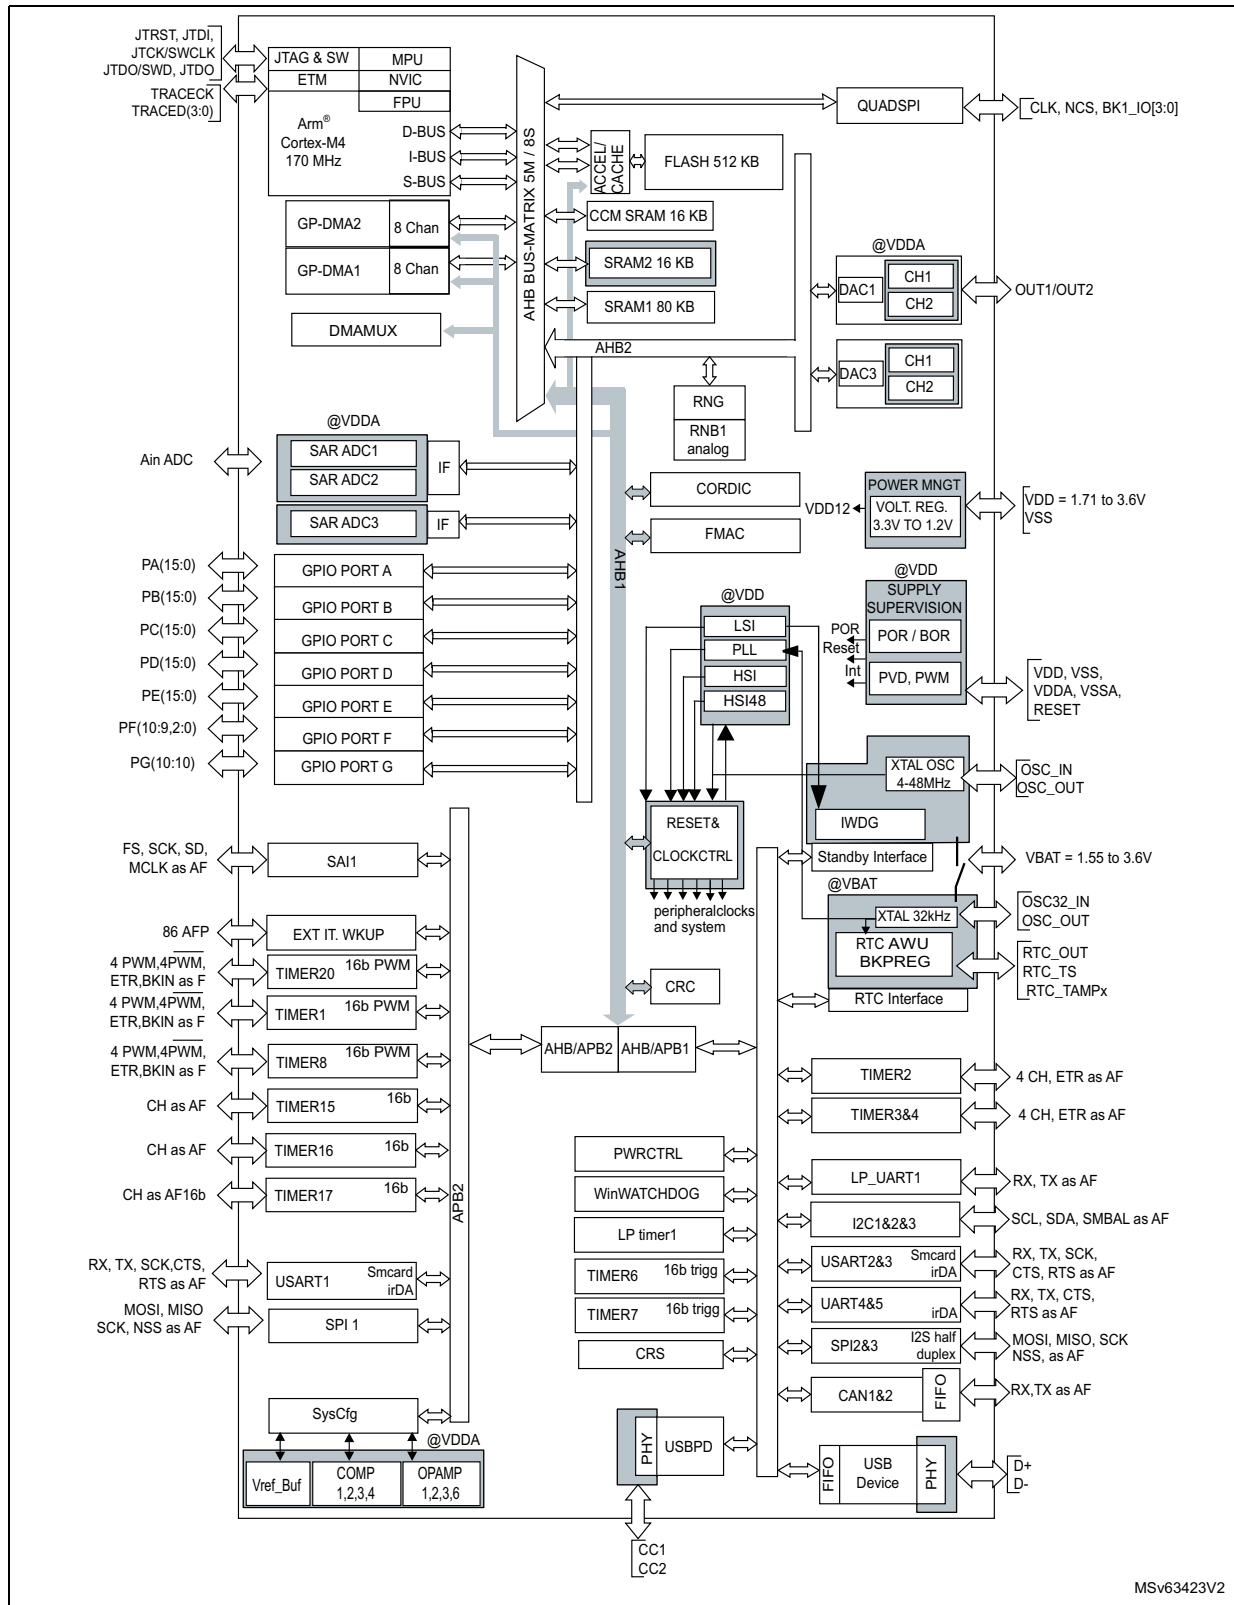 JTRST, JTDI,
JTCK/SWCLK
JTDO/SWD, JTDO
TRACECK
TRACED(3:0)
JTAG & SW
MPU
ETM
NVIC
FPU
Arm®
Cortex-M4
170 MHz
D-BUS
I-BUS
S-BUS
GP-DMA2
8 Chan
GP-DMA1
8 Chan
DMAMUX
AHB BUS-MATRIX 5M / 8S
QUADSPI
CLK, NCS, BK1_IO[3:0]
ACCEL/
CACHE
FLASH 512 KB
CCM SRAM 16 KB
SRAM2 16 KB
SRAM1 80 KB
AHB2
@VDDA
DAC1
CH1
CH2
OUT1/OUT2
DAC3
CH1
CH2
RNG
RNB1
analog
@VDDA
Ain ADC
SAR ADC1
SAR ADC2
IF
SAR ADC3
IF
CORDIC
FMAC
AHB1
POWER MNGT
VDD12
VOLT. REG.
3.3V TO 1.2V
VDD = 1.71 to 3.6V
VSS
PA(15:0)
GPIO PORT A
PB(15:0)
GPIO PORT B
PC(15:0)
GPIO PORT C
PD(15:0)
GPIO PORT D
PE(15:0)
GPIO PORT E
PF(10:9,2:0)
GPIO PORT F
PG(10:10)
GPIO PORT G
@VDD
LSI
PLL
HSI
HSI48
@VDD
SUPPLY
SUPERVISION
POR
Reset
Int
POR / BOR
PVD, PWM
VDD, VSS,
VDDA, VSSA,
RESET
XTAL OSC
4-48MHz
OSC_IN
OSC_OUT
IWDG
RESET&
CLOCKCTRL
peripheralclocks
and system
Standby Interface
VBAT = 1.55 to 3.6V
@VBAT
XTAL 32kHz
OSC32_IN
OSC_OUT
RTC AWU
BKPREG
RTC_OUT
RTC_TS
RTC_TAMPx
RTC Interface
FS, SCK, SD,
MCLK as AF
SAI1
86 AFP
EXT IT. WKUP
4 PWM,4PWM,
ETR,BKIN as F
TIMER20
16b PWM
4 PWM,4PWM,
ETR,BKIN as F
TIMER1
16b PWM
4 PWM,4PWM,
ETR,BKIN as F
TIMER8
16b PWM
CH as AF
TIMER15
16b
CH as AF
TIMER16
16b
CH as AF16b
TIMER17
16b
APB2
RX, TX, SCK,CTS,
RTS as AF
USART1
Smcard
irDA
MOSI, MISO
SCK, NSS as AF
SPI 1
SysCfg
@VDDA
Vref_Buf
COMP
1,2,3,4
OPAMP
1,2,3,6
CRC
AHB/APB2
AHB/APB1
PWRCTRL
WinWATCHDOG
LP timer1
TIMER6
16b trigg
TIMER7
16b trigg
CRS
PHY
USBPD
CC1
CC2
TIMER2
4 CH, ETR as AF
TIMER3&4
4 CH, ETR as AF
LP_UART1
RX, TX as AF
I2C1&2&3
SCL, SDA, SMBAL as AF
USART2&3
Smcard
irDA
RX, TX, SCK,
CTS, RTS as AF
UART4&5
irDA
RX, TX, CTS,
RTS as AF
SPI2&3
I2S half
duplex
MOSI, MISO, SCK
NSS, as AF
CAN1&2
FIFO
RX,TX as AF
FIFO
USB
Device
PHY
D+
D-
MSv63423V2